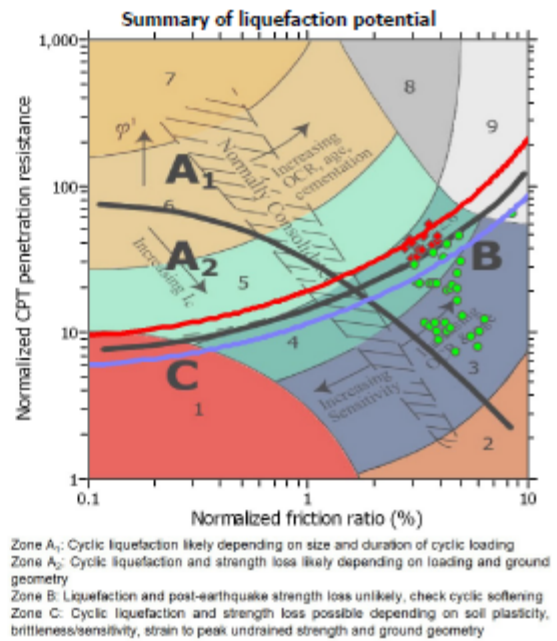 Summary of liquefaction potential
1,000
100
10
1
Normalized CPT penetration resistance
7
8
9
φ'
A1
Increasing
OCR, age,
cementation
Normally Consolidated
6
A2
Increasing Ic
5
B
4
3
C
1
Increasing
Sensitivity
2
0.1
1
10
Normalized friction ratio (%)
Zone A1: Cyclic liquefaction likely depending on size and duration of cyclic loading
Zone A2: Cyclic liquefaction and strength loss likely depending on loading and ground
geometry
Zone B: Liquefaction and post-earthquake strength loss unlikely, check cyclic softening
Zone C: Cyclic liquefaction and strength loss possible depending on soil plasticity,
brittleness/sensitivity, strain to peak undrained strength and ground geometry